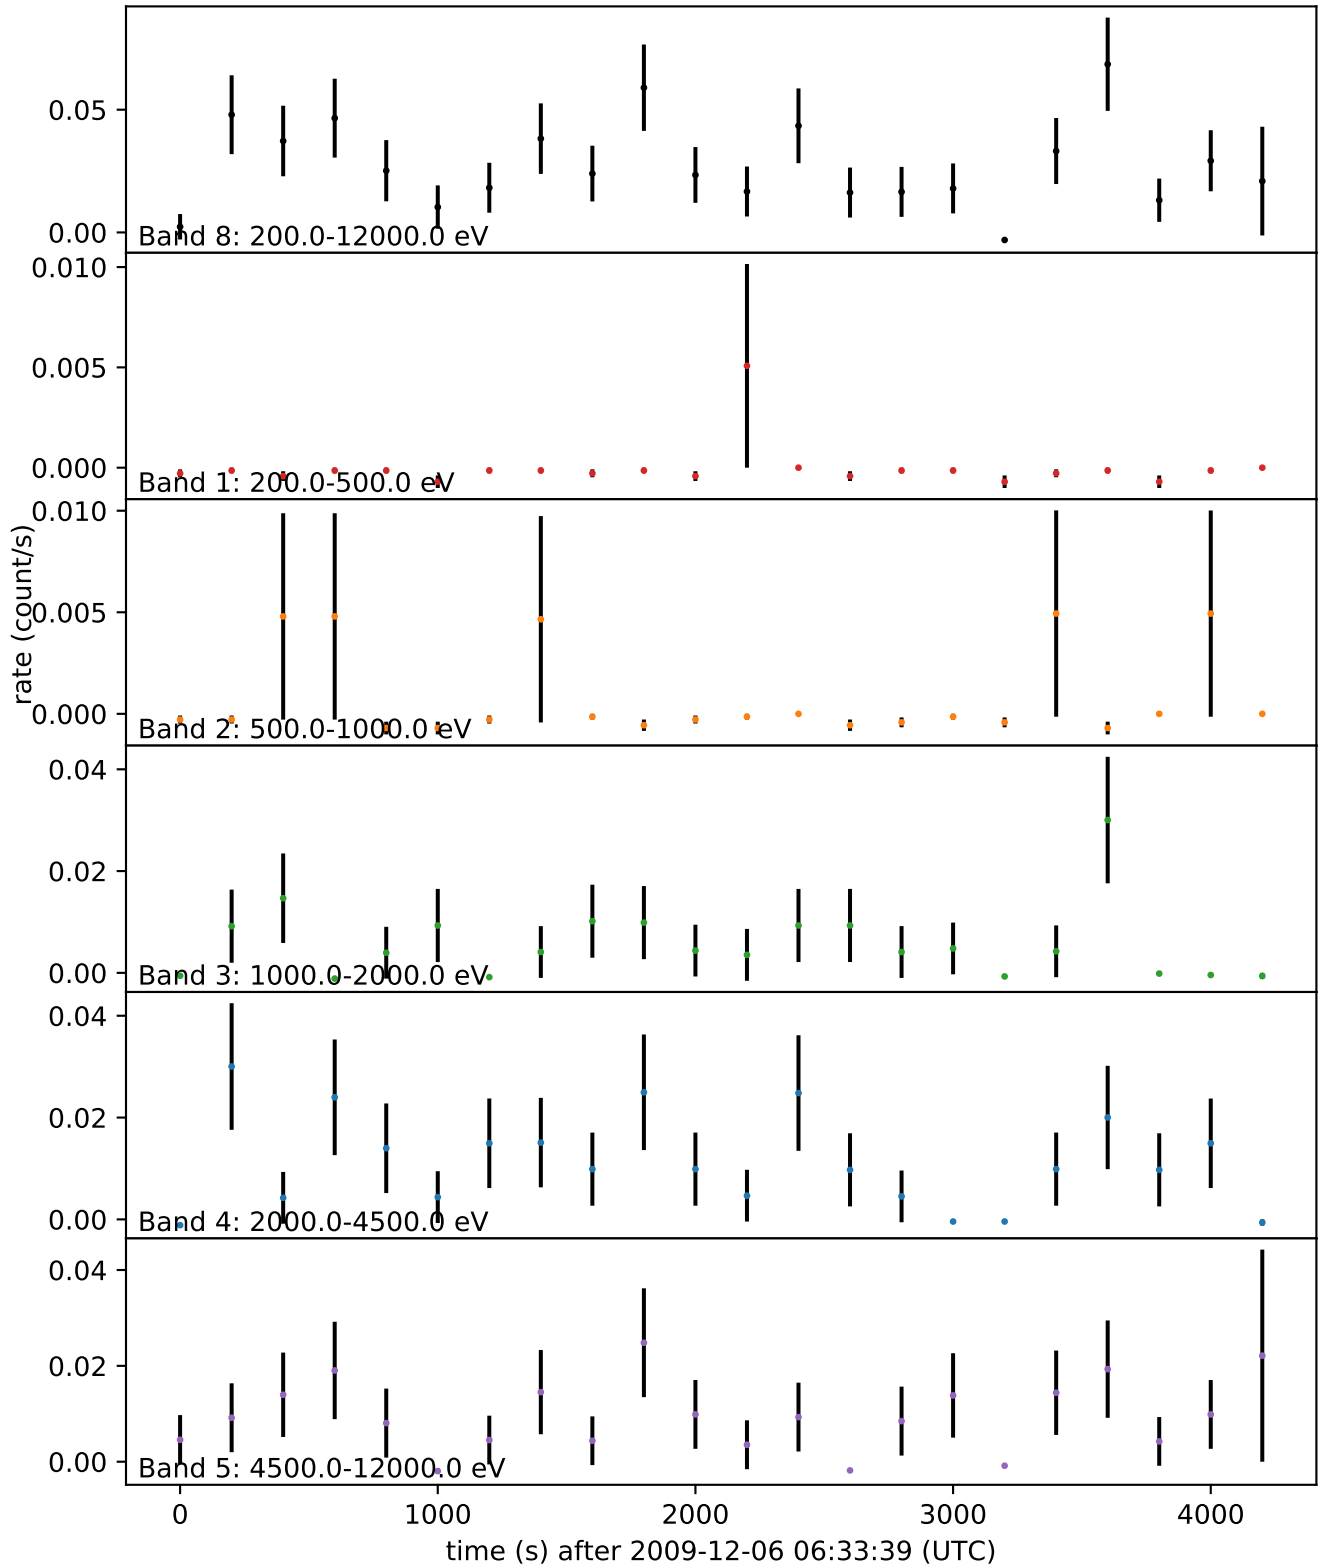 0.05
0.00
Band 8: 200.0-12000.0 eV
0.010
0.005
0.000
Band 1: 200.0-500.0 eV
0.010
rate (count/s)
0.005
0.000
Band 2: 500.0-1000.0 eV
0.04
0.02
0.00
Band 3: 1000.0-2000.0 eV
0.04
0.02
0.00
Band 4: 2000.0-4500.0 eV
0.04
0.02
0.00
Band 5: 4500.0-12000.0 eV
0 1000 2000 3000 4000
time (s) after 2009-12-06 06:33:39 (UTC)